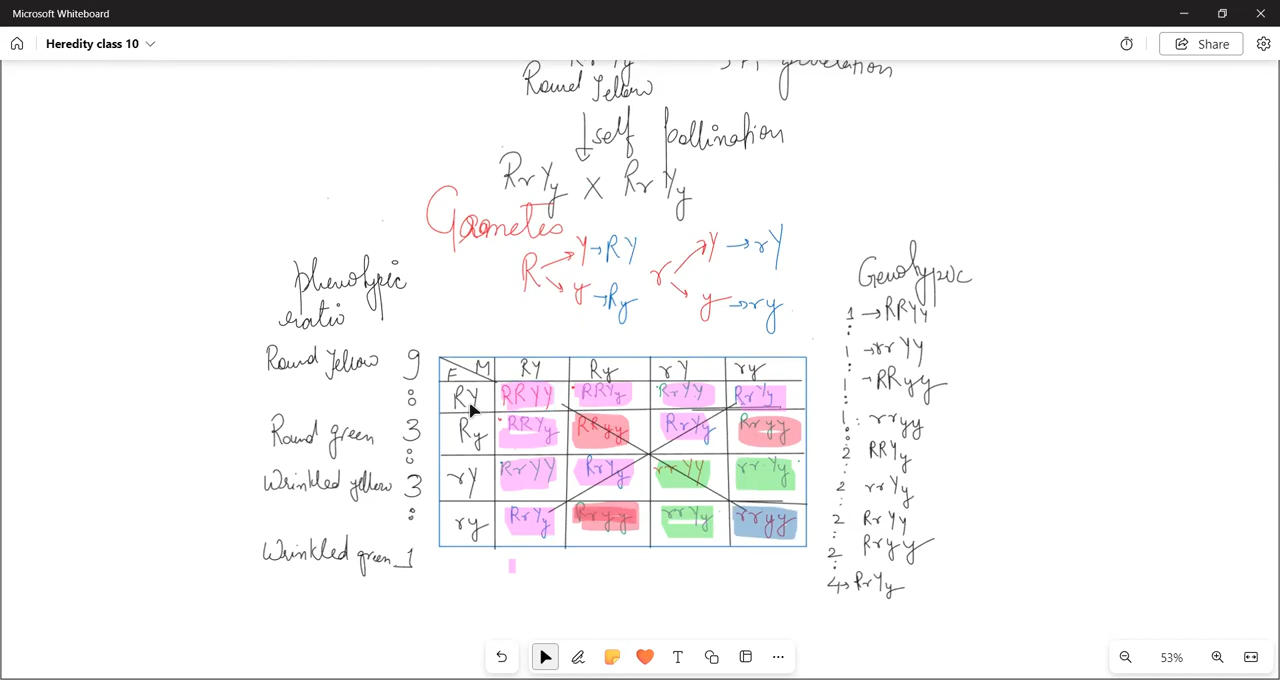 Microsoft Whiteboard
Heredity class 10
Share
RrYy
Round Yellow
self pollination
RrYy X RrYy
Gametes
R Y → RY r Y → rY
y → Ry y → ry
phenotypic
ratio
Round Yellow 9
:
Round green 3
:
Wrinkled yellow 3
:
Wrinkled green 1
M RY Ry rY ry
F
RY RRYY RRYy RrYY RrYy
Ry RRYy RRyy RrYy Rryy
rY RrYY RrYy rrYY rrYy
ry RrYy Rryy rrYy rryy
Genotypic
1 → RRYY
:
1 → rrYY
:
1 → RRyy
:
1 : rryy
:
2 RRYy
:
2 rrYy
:
2 RrYY
:
2 Rryy
:
4 → RrYy
53%